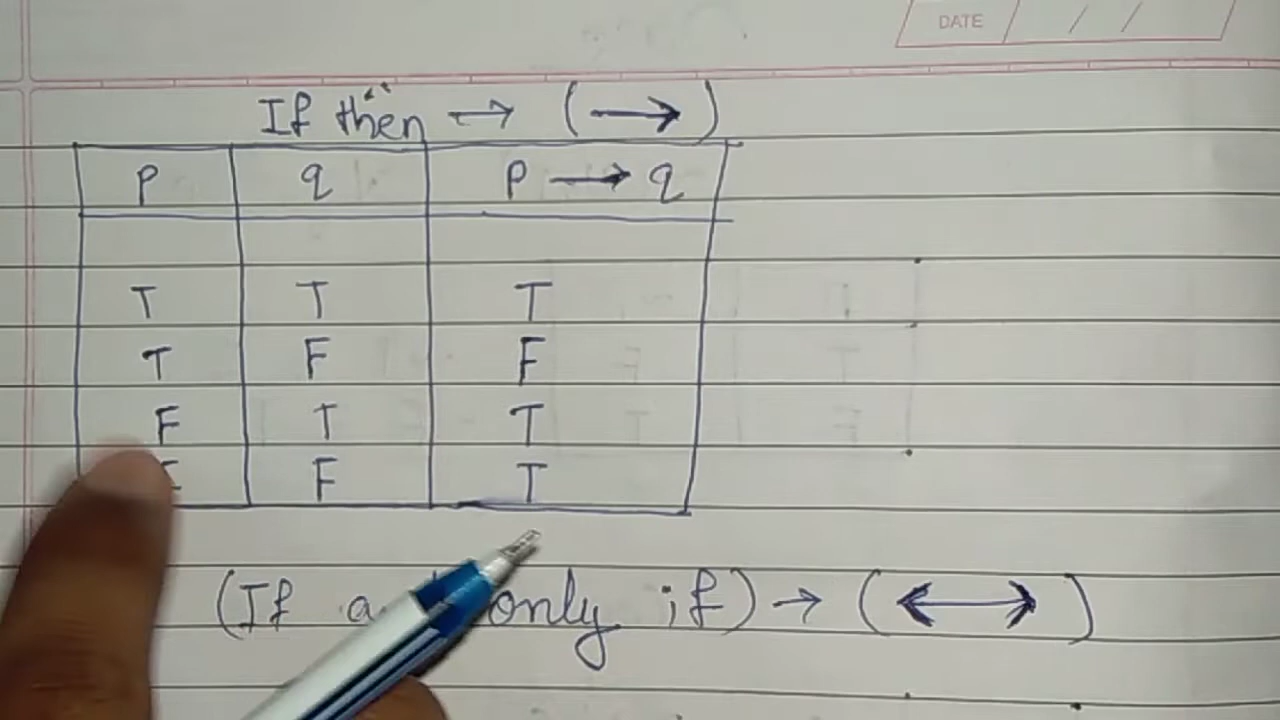 DATE / /
If then → (→)
p q p → q
T T T
T F F
F T T
F T
(If only if) → (↔)